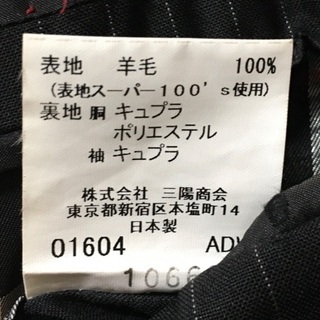 表地 羊毛 100%
(表地スーパー100's使用)
裏地 胴 キュプラ
ポリエステル
袖 キュプラ
株式会社 三陽商会
東京都新宿区本塩町14
日本製
01604 ADV
1066